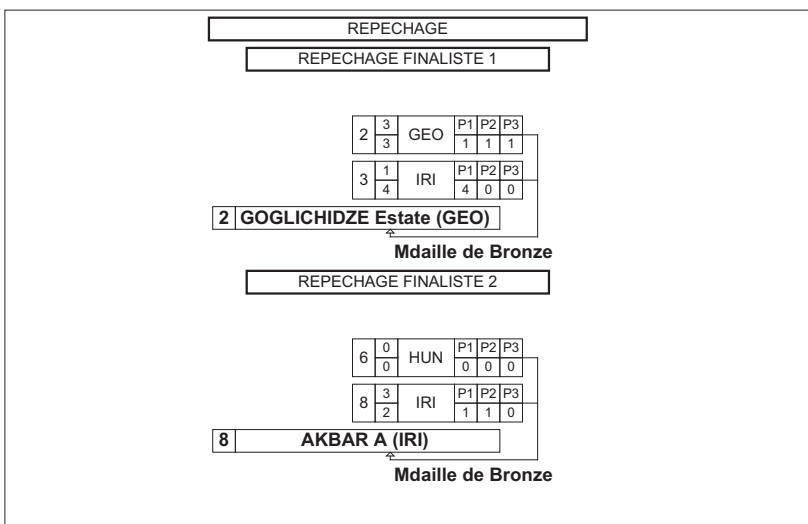 REPECHAGE
REPECHAGE FINALISTE 1
2 3 GEO P1 P2 P3
3 1 1 1
3 1 IRI P1 P2 P3
4 4 0 0
2 GOGLICHIDZE Estate (GEO)
Mdaille de Bronze
REPECHAGE FINALISTE 2
6 0 HUN P1 P2 P3
0 0 0 0
8 3 IRI P1 P2 P3
2 1 1 0
8 AKBAR A (IRI)
Mdaille de Bronze